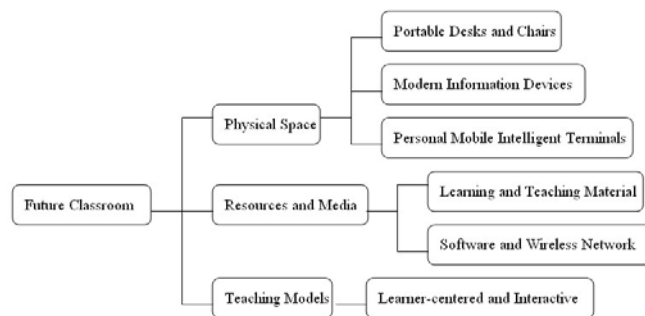 Portable Desks and Chairs
Modern Information Devices
Physical Space
Personal Mobile Intelligent Terminals
Future Classroom
Resources and Media
Learning and Teaching Material
Software and Wireless Network
Teaching Models
Learner-centered and Interactive